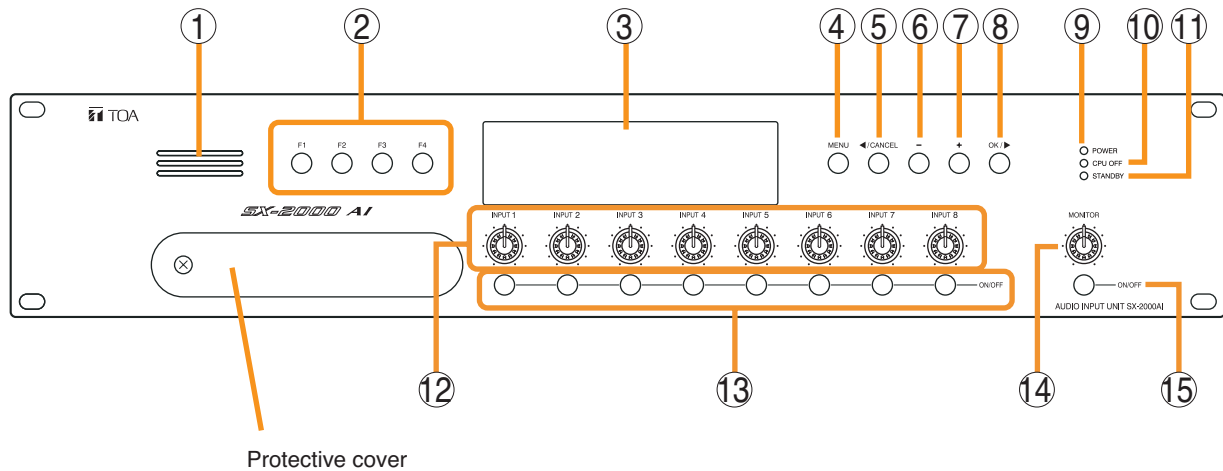 ① ② ③ ④ ⑤ ⑥ ⑦ ⑧ ⑨ ⑩ ⑪
TOA
F1 F2 F3 F4
MENU ◀/CANCEL − + OK/▶
POWER
CPU OFF
STANDBY
SX-2000 AI
INPUT 1 INPUT 2 INPUT 3 INPUT 4 INPUT 5 INPUT 6 INPUT 7 INPUT 8
MONITOR
ON/OFF
ON/OFF
AUDIO INPUT UNIT SX-2000AI
⑫ ⑬ ⑭ ⑮
Protective cover